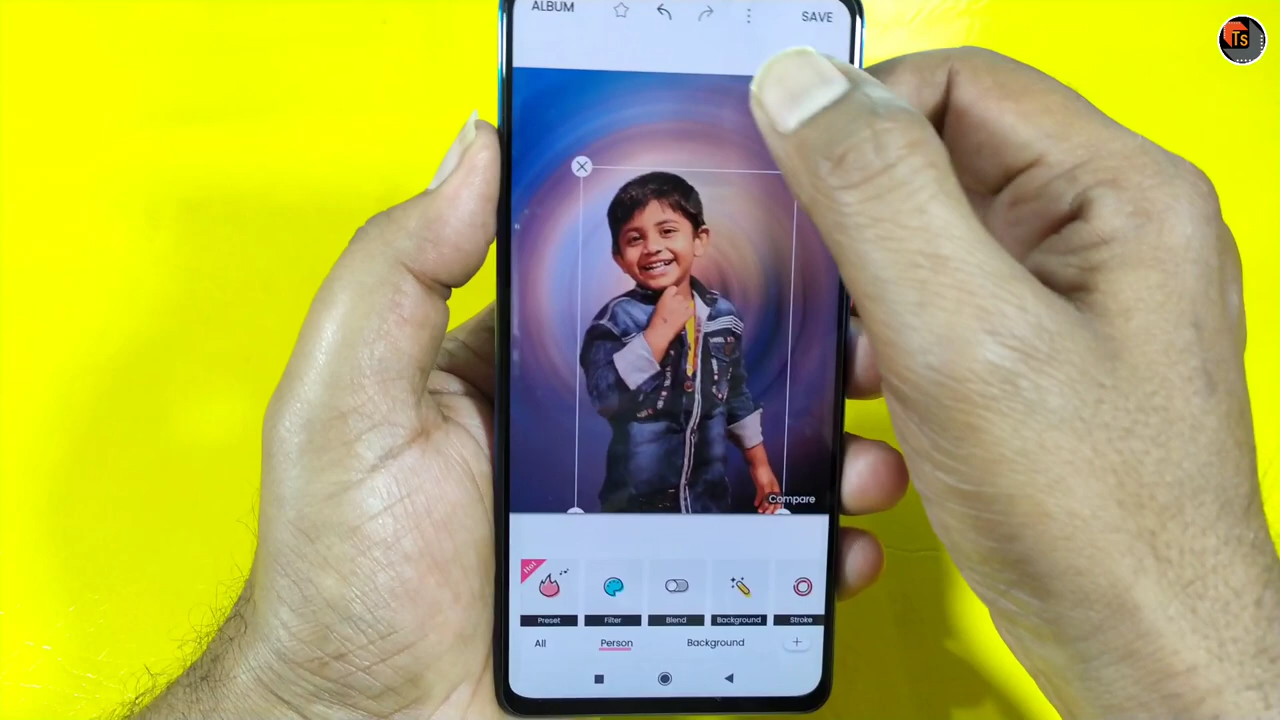 ALBUM SAVE
Ts
Compare
Hot
Preset Filter Blend Background Stroke
All Person Background